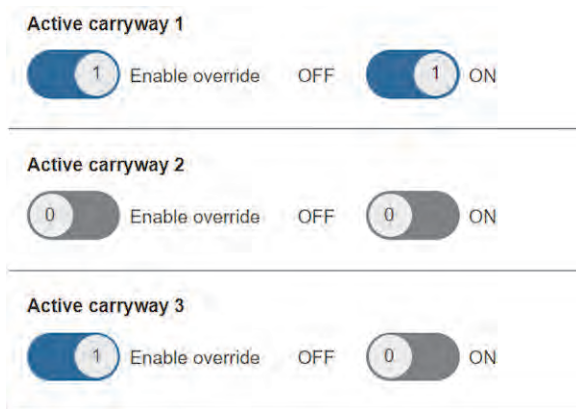 Active carryway 1
1 Enable override OFF 1 ON
Active carryway 2
0 Enable override OFF 0 ON
Active carryway 3
1 Enable override OFF 0 ON